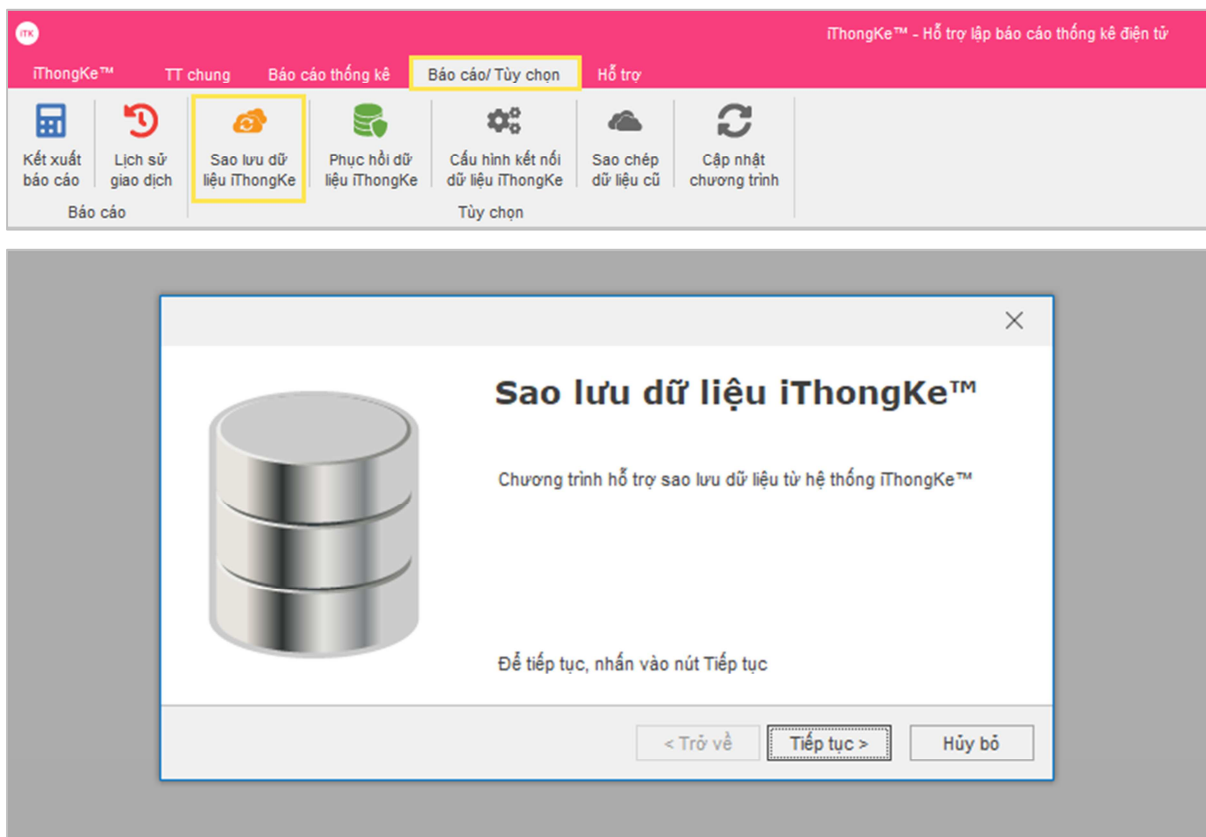 iTK
iThongKe™ - Hỗ trợ lập báo cáo thống kê điện tử
iThongKe™ TT chung Báo cáo thống kê Báo cáo/ Tùy chọn Hỗ trợ
Kết xuất báo cáo
Lịch sử giao dịch
Sao lưu dữ liệu iThongKe
Phục hồi dữ liệu iThongKe
Cấu hình kết nối dữ liệu iThongKe
Sao chép dữ liệu cũ
Cập nhật chương trình
Báo cáo Tùy chọn
Sao lưu dữ liệu iThongKe™
Chương trình hỗ trợ sao lưu dữ liệu từ hệ thống iThongKe™
Để tiếp tục, nhấn vào nút Tiếp tục
< Trở về Tiếp tục > Hủy bỏ